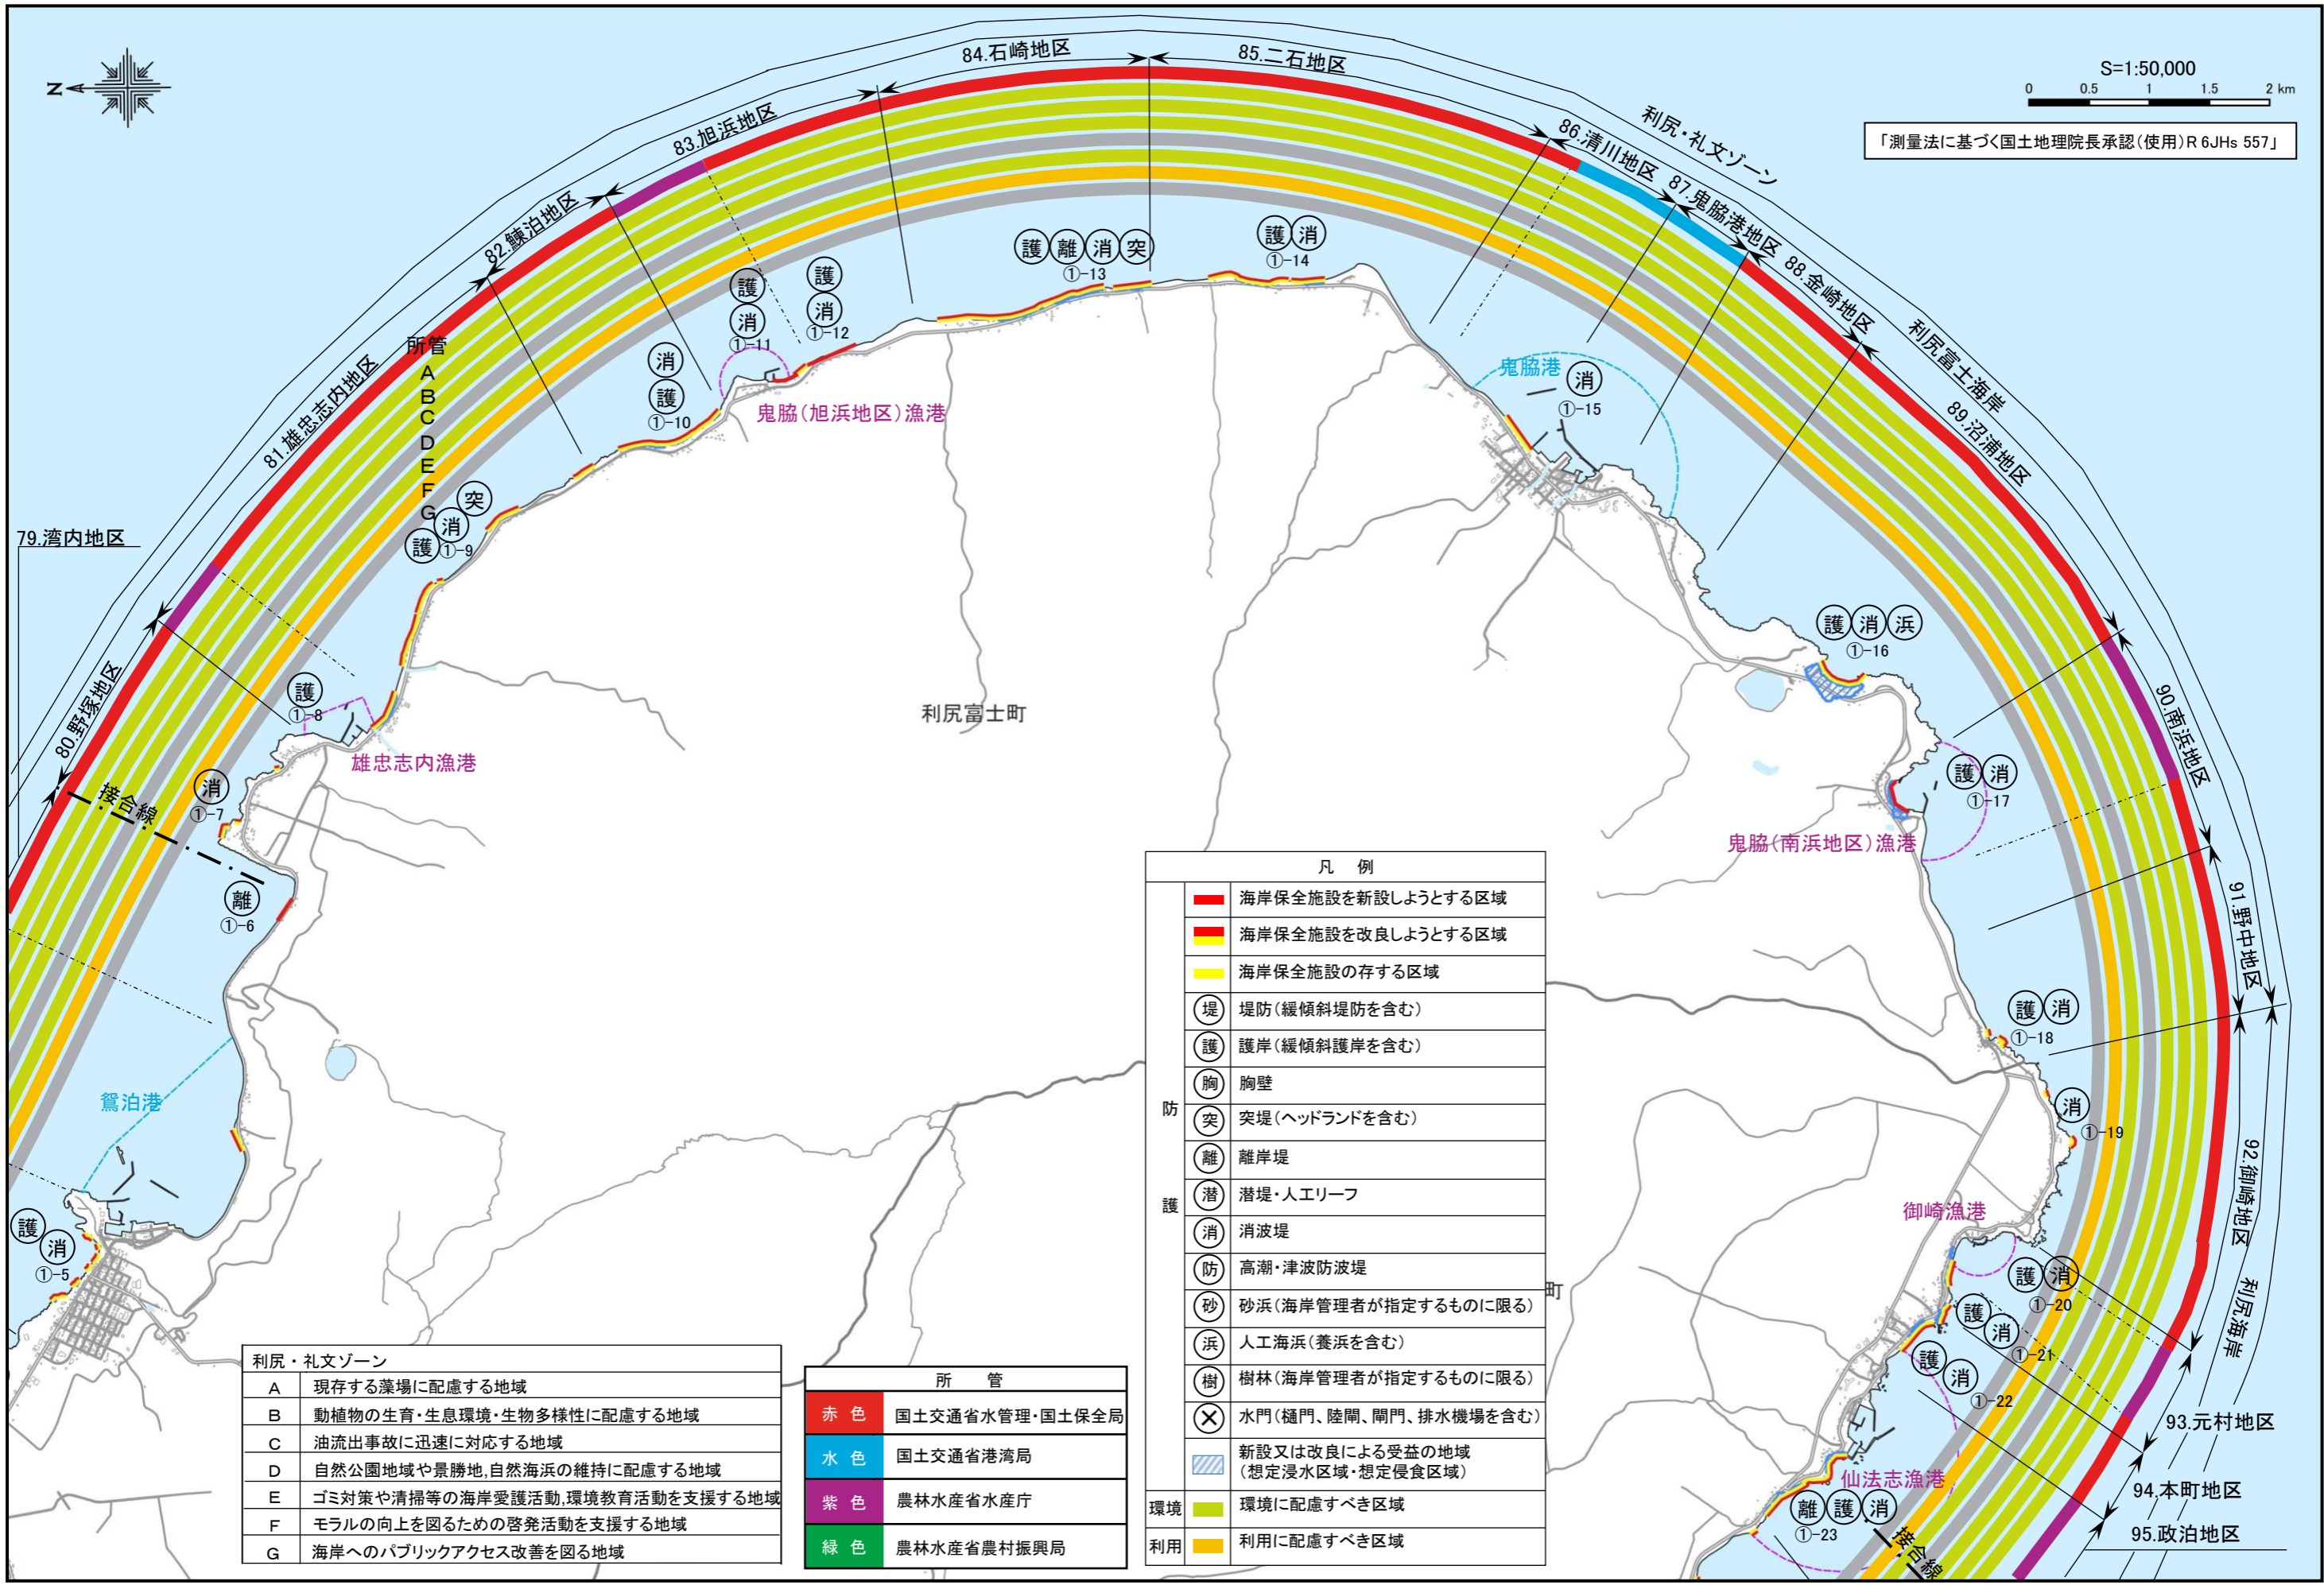 N
S=1:50,000
0 0.5 1 1.5 2 km
「測量法に基づく国土地理院長承認(使用)R 6JHs 557」
利尻・礼文ゾーン
利尻富士海岸
利尻海岸
79.湾内地区
80.野塚地区
81.雄忠志内地区
82.鰊泊地区
83.旭浜地区
84.石崎地区
85.二石地区
86.清川地区
87.鬼脇港地区
88.金崎地区
89.沼浦地区
90.南浜地区
91.野中地区
92.御崎地区
93.元村地区
94.本町地区
95.政泊地区
所管
A
B
C
D
E
F
G
接合線
護 消
①-5
離
①-6
消
①-7
護
①-8
護 消 突
①-9
消 護
①-10
護 消
①-11
護 消
①-12
護 離 消 突
①-13
護 消
①-14
消
①-15
護 消 浜
①-16
護 消
①-17
護 消
①-18
消
①-19
護 消
①-20
護 消
①-21
護 消
①-22
離 護 消
①-23
接合線
鴛泊港
雄忠志内漁港
鬼脇(旭浜地区)漁港
鬼脇港
鬼脇(南浜地区)漁港
御崎漁港
仙法志漁港
利尻富士町
町
利尻・礼文ゾーン
A 現存する藻場に配慮する地域
B 動植物の生育・生息環境・生物多様性に配慮する地域
C 油流出事故に迅速に対応する地域
D 自然公園地域や景勝地,自然海浜の維持に配慮する地域
E ゴミ対策や清掃等の海岸愛護活動,環境教育活動を支援する地域
F モラルの向上を図るための啓発活動を支援する地域
G 海岸へのパブリックアクセス改善を図る地域
所 管
赤 色 国土交通省水管理・国土保全局
水 色 国土交通省港湾局
紫 色 農林水産省水産庁
緑 色 農林水産省農村振興局
凡 例
防 護
海岸保全施設を新設しようとする区域
海岸保全施設を改良しようとする区域
海岸保全施設の存する区域
堤 堤防(緩傾斜堤防を含む)
護 護岸(緩傾斜護岸を含む)
胸 胸壁
突 突堤(ヘッドランドを含む)
離 離岸堤
潜 潜堤・人工リーフ
消 消波堤
防 高潮・津波防波堤
砂 砂浜(海岸管理者が指定するものに限る)
浜 人工海浜(養浜を含む)
樹 樹林(海岸管理者が指定するものに限る)
水門(樋門、陸閘、閘門、排水機場を含む)
新設又は改良による受益の地域
(想定浸水区域・想定侵食区域)
環境 環境に配慮すべき区域
利用 利用に配慮すべき区域